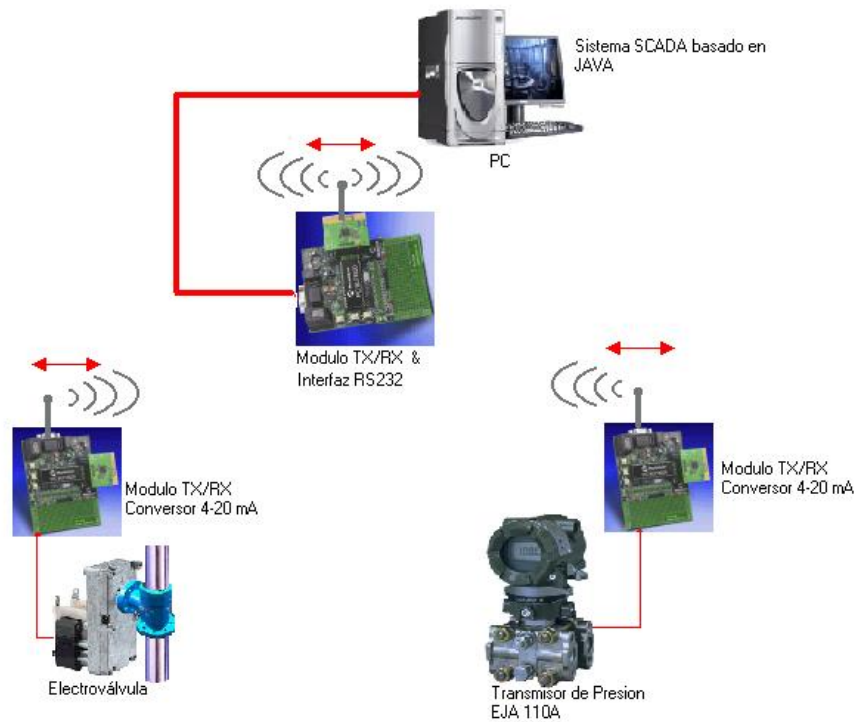 Sistema SCADA basado en
JAVA
PC
Modulo TX/RX &
Interfaz RS232
Modulo TX/RX
Conversor 4-20 mA
Modulo TX/RX
Conversor 4-20 mA
Electroválvula
Transmisor de Presion
EJA 110A